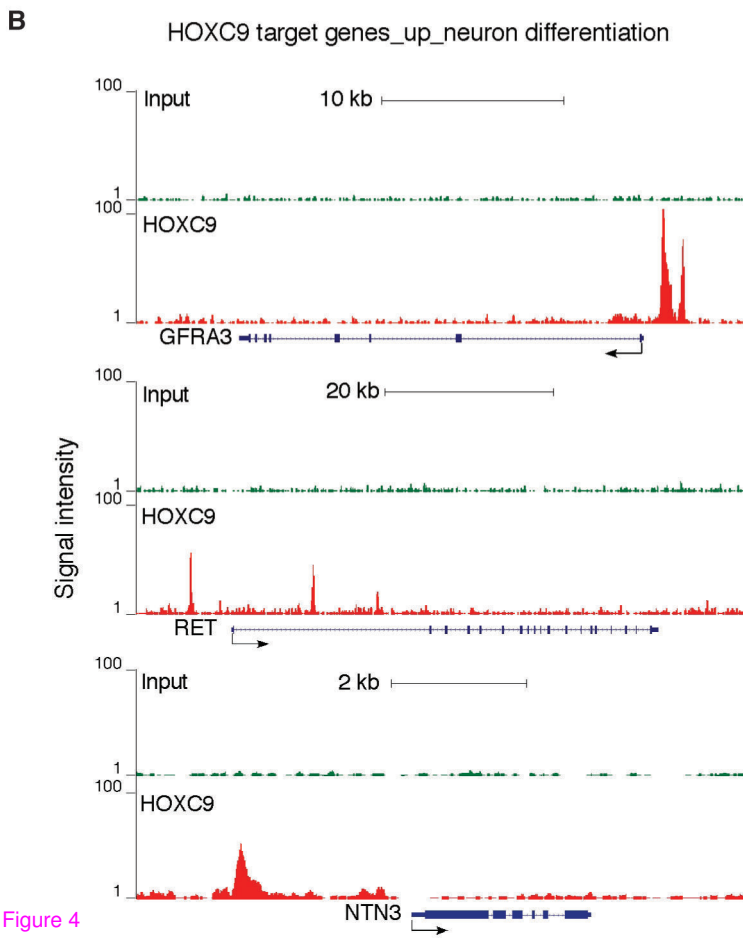 B
HOXC9 target genes_up_neuron differentiation
100
Input
10 kb
1
100
HOXC9
1
GFRA3
100
Input
20 kb
1
100
HOXC9
1
RET
Signal intensity
100
Input
2 kb
1
100
HOXC9
1
NTN3
Figure 4